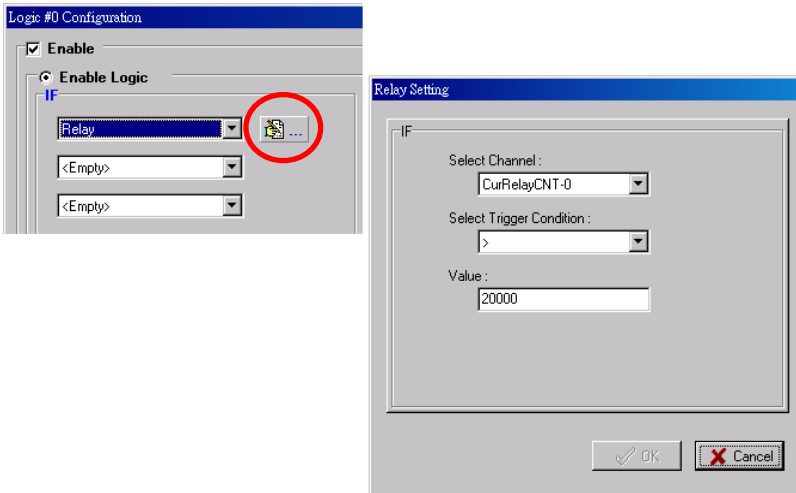 Logic #0 Configuration
Enable
Enable Logic
IF
Relay
...
<Empty>
<Empty>
Relay Setting
IF
Select Channel :
CurRelayCNT-0
Select Trigger Condition :
>
Value :
20000
OK
Cancel